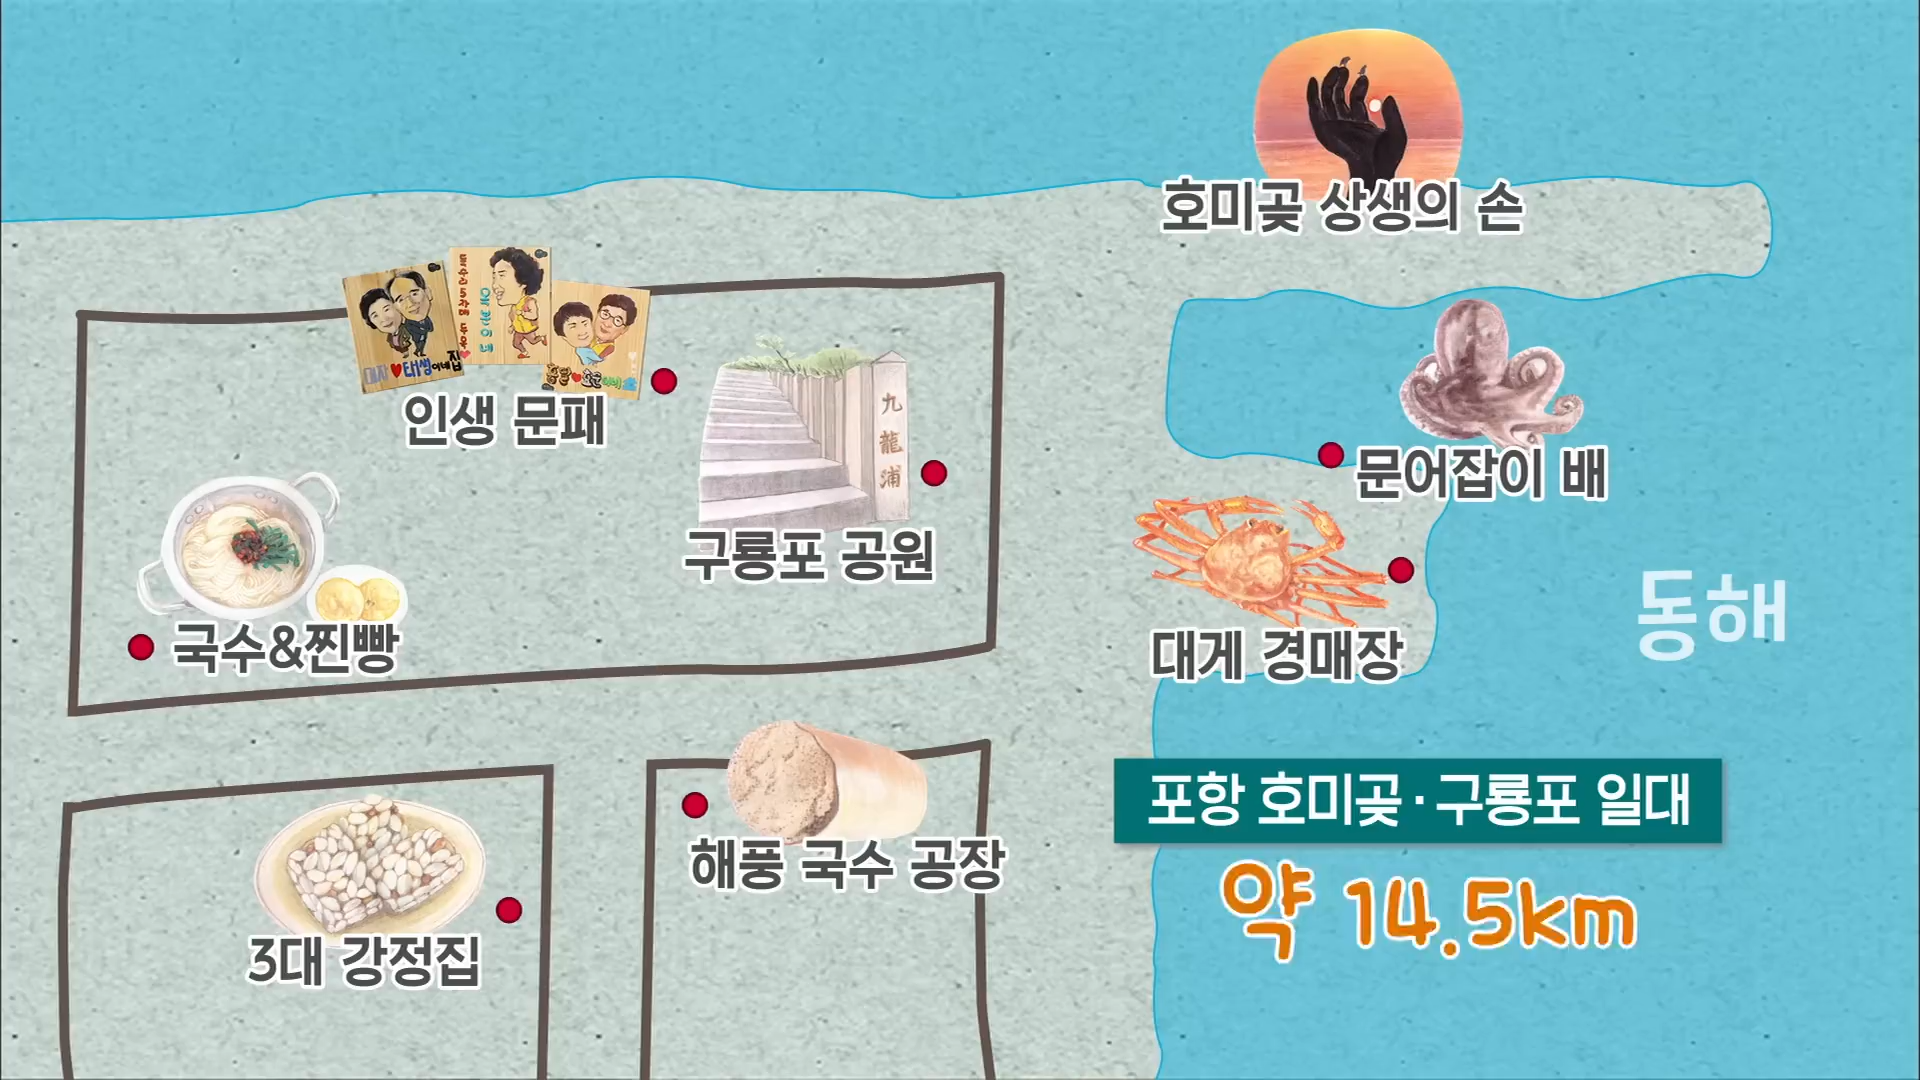 호미곶 상생의 손
인생 문패
九
龍
浦
구룡포 공원
문어잡이 배
국수&찐빵
대게 경매장
동해
해풍 국수 공장
3대 강정집
포항 호미곶·구룡포 일대
약 14.5km